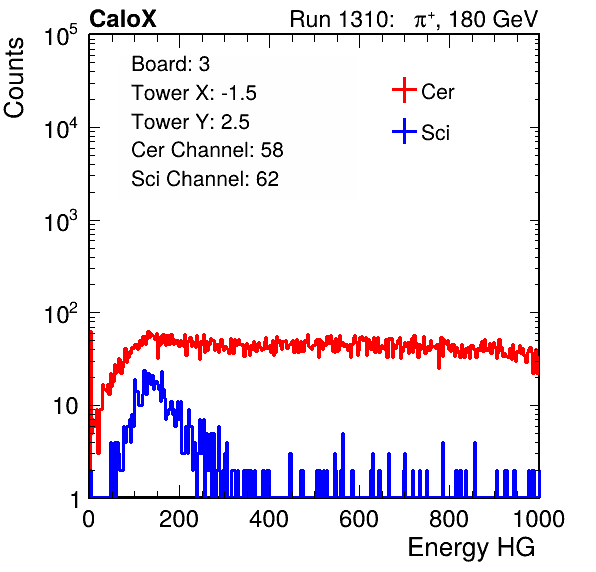 CaloX Run 1310: π⁺, 180 GeV
Board: 3
Tower X: -1.5
Tower Y: 2.5
Cer Channel: 58
Sci Channel: 62
Cer
Sci
Counts
10⁵
10⁴
10³
10²
10
1
0 200 400 600 800 1000
Energy HG